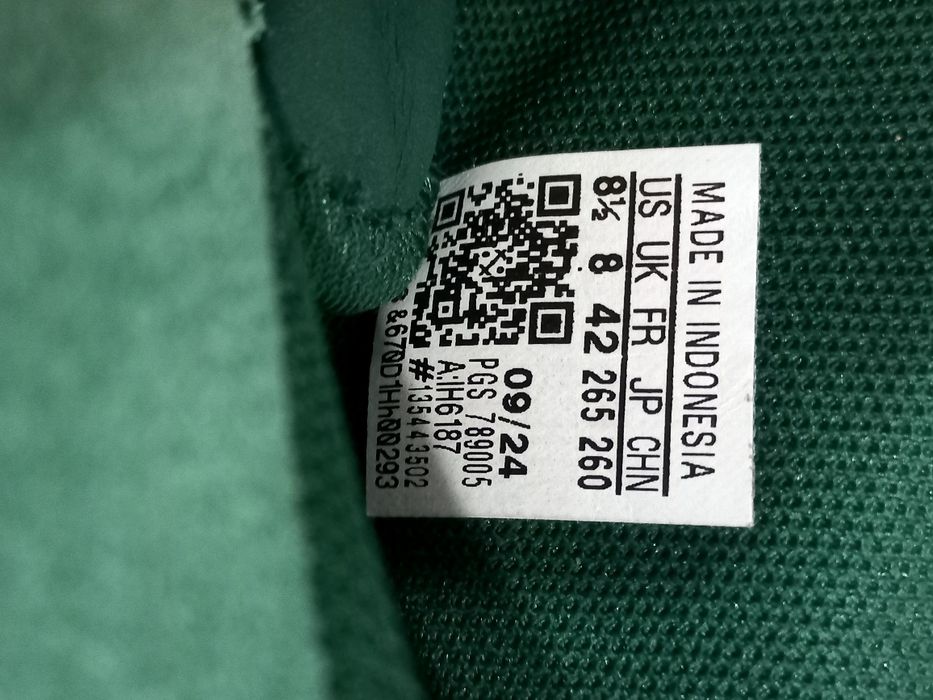 MADE IN INDONESIA
US UK FR JP CHN
8½ 8 42 265 260
09/24
PGS 789005
A:IH6187
#135443502
&670D1Hh00293